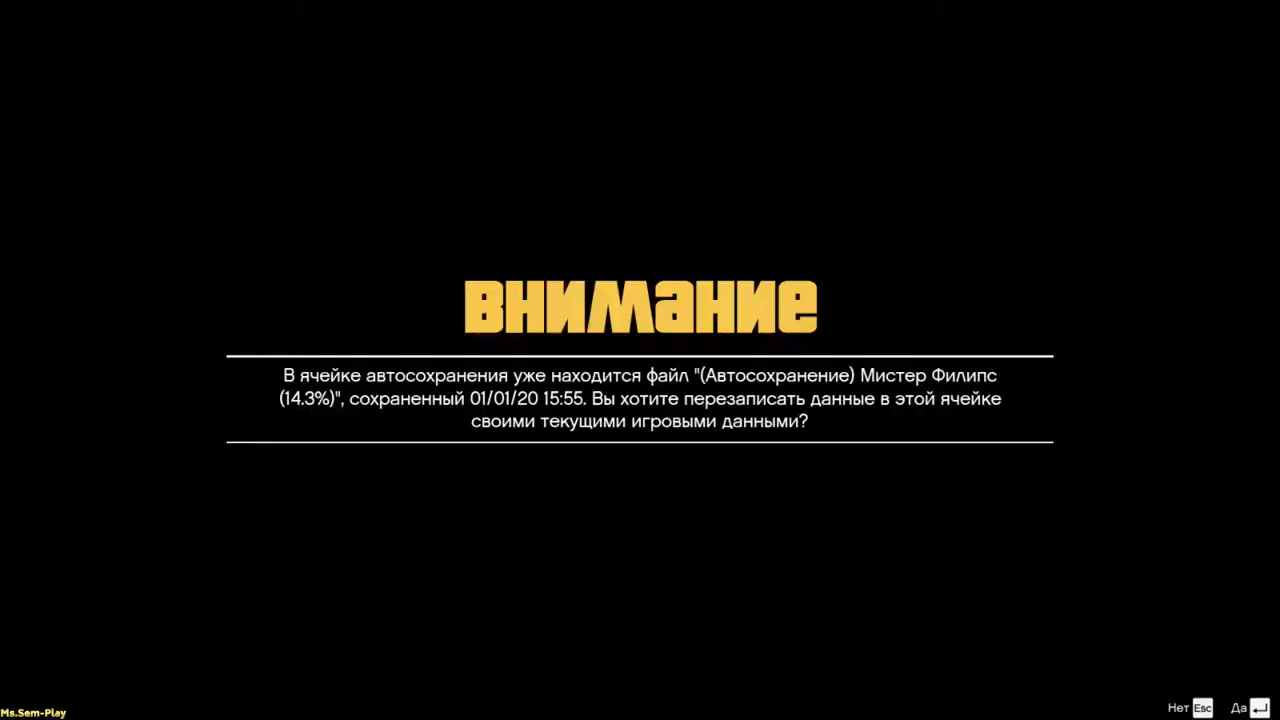 внимание
В ячейке автосохранения уже находится файл "(Автосохранение) Мистер Филипс
(14.3%)", сохраненный 01/01/20 15:55. Вы хотите перезаписать данные в этой ячейке
своими текущими игровыми данными?
Нет Esc Да
Ms.Sem-Play